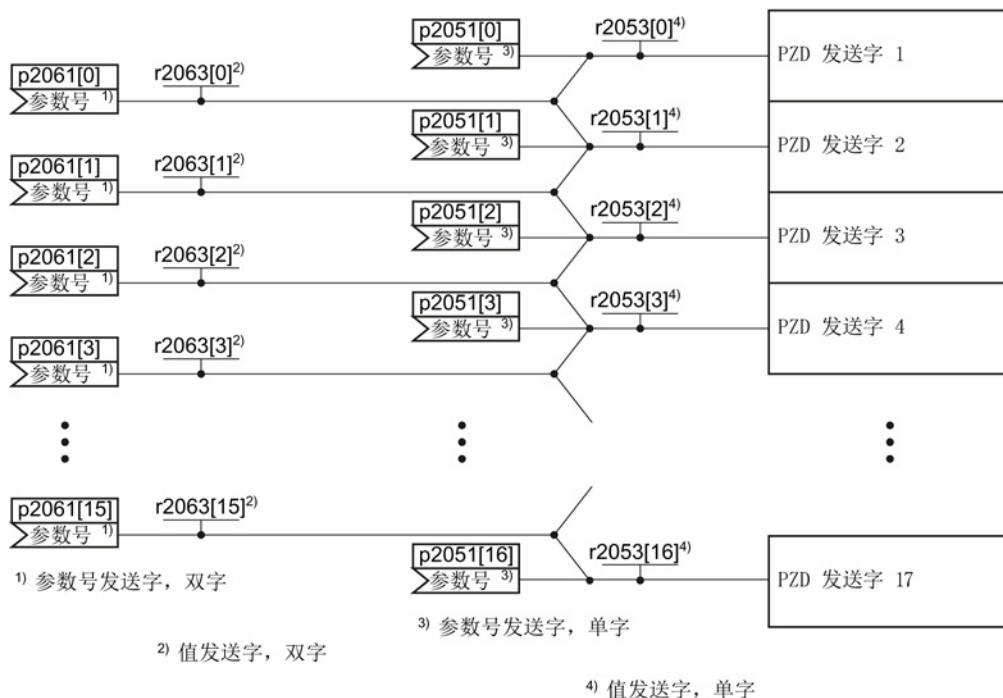 p2051[0]
参数号 3)
r2053[0]4)
PZD 发送字 1
p2061[0]
参数号 1)
r2063[0]2)
p2051[1]
参数号 3)
r2053[1]4)
PZD 发送字 2
p2061[1]
参数号 1)
r2063[1]2)
p2051[2]
参数号 3)
r2053[2]4)
PZD 发送字 3
p2061[2]
参数号 1)
r2063[2]2)
p2051[3]
参数号 3)
r2053[3]4)
PZD 发送字 4
p2061[3]
参数号 1)
r2063[3]2)
p2061[15]
参数号 1)
r2063[15]2)
p2051[16]
参数号 3)
r2053[16]4)
PZD 发送字 17
1) 参数号发送字，双字
2) 值发送字，双字
3) 参数号发送字，单字
4) 值发送字，单字